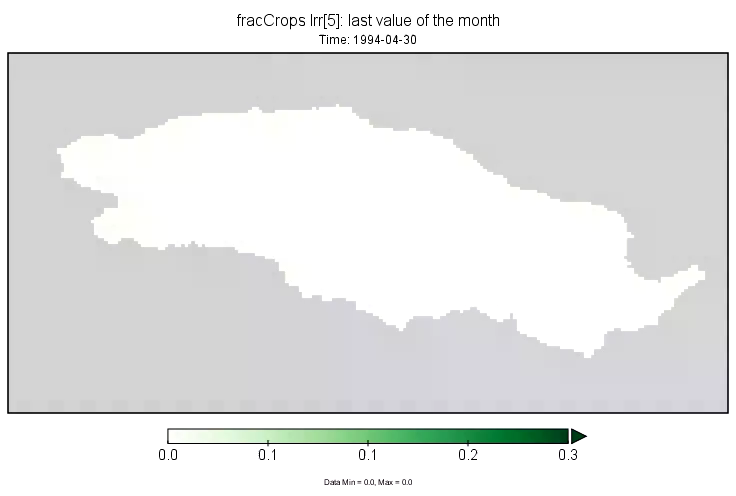 fracCrops Irr[5]: last value of the month
Time: 1994-04-30
0.0 0.1 0.1 0.2 0.3
Data Min = 0.0, Max = 0.0